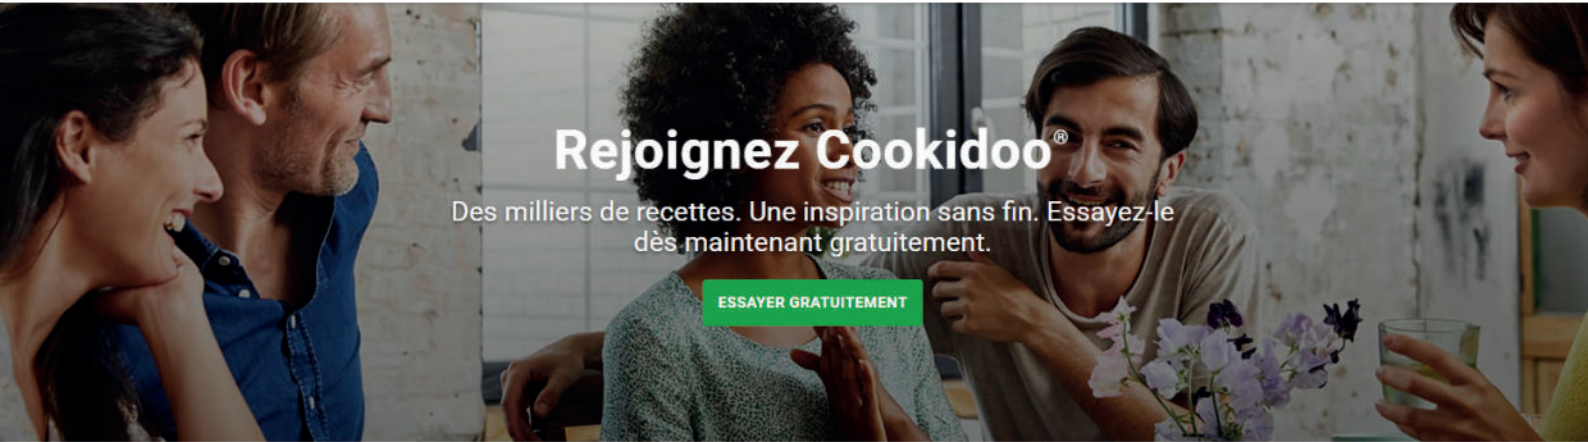 Rejoignez Cookidoo®
Des milliers de recettes. Une inspiration sans fin. Essayez-le
dès maintenant gratuitement.
ESSAYER GRATUITEMENT